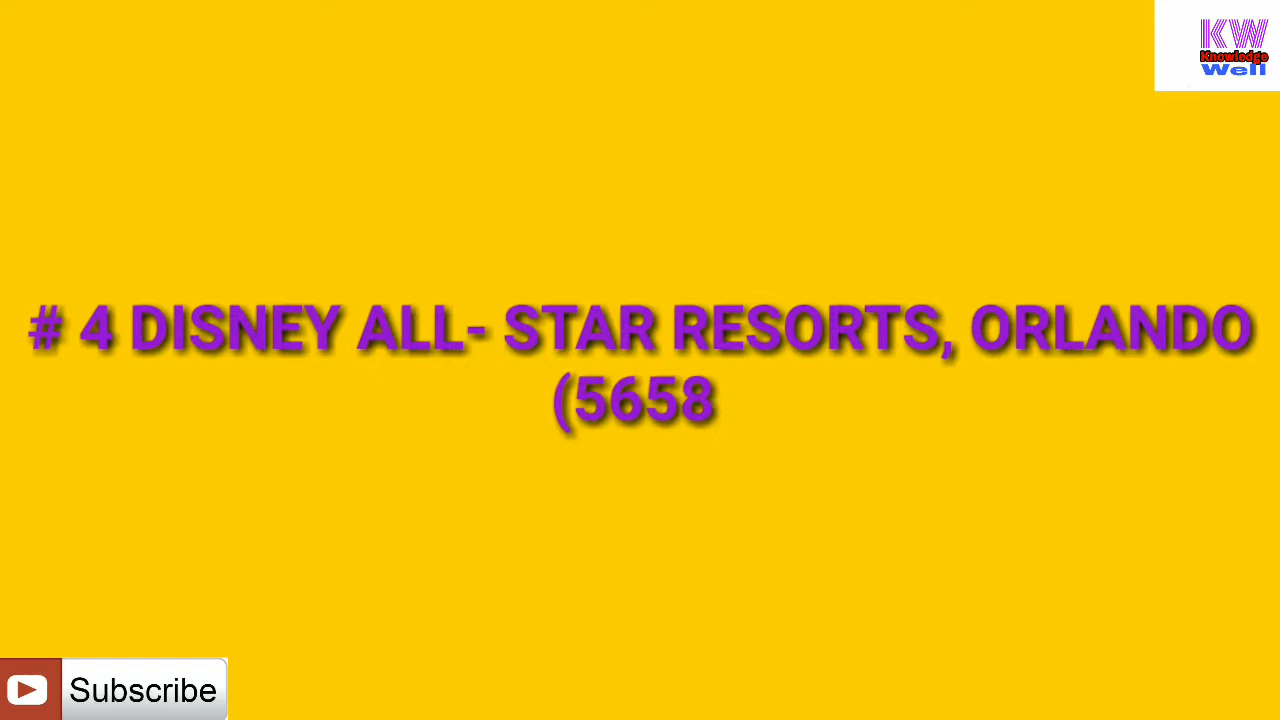 KW
Knowledge
Well
# 4 DISNEY ALL- STAR RESORTS, ORLANDO
(5658
Subscribe